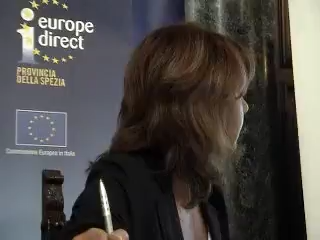 europe
direct
PROVINCIA
DELLA SPEZIA
Commissione Europea in Italia